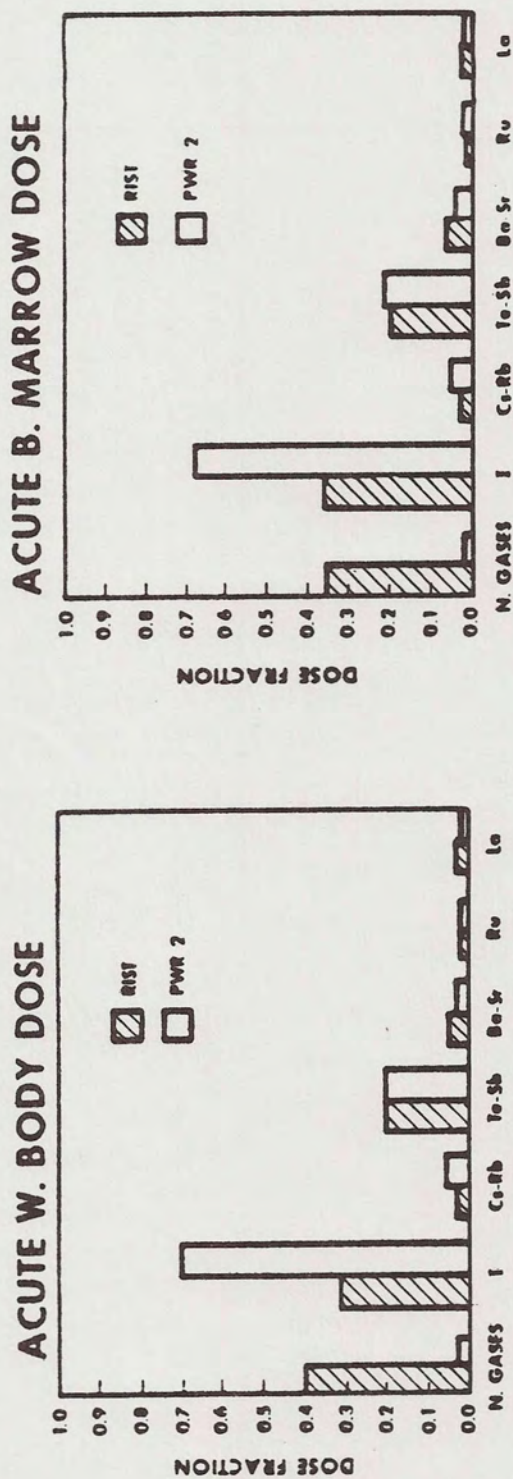 ACUTE W. BODY DOSE
DOSE FRACTION
1.0
0.9
0.8
0.7
0.6
0.5
0.4
0.3
0.2
0.1
0.0
RIST
PWR 2
N. GASES
I
Cs-Rb
Te-Sb
Ba-Sr
Ru
La
ACUTE B. MARROW DOSE
DOSE FRACTION
1.0
0.9
0.8
0.7
0.6
0.5
0.4
0.3
0.2
0.1
0.0
RIST
PWR 2
N. GASES
I
Cs-Rb
Te-Sb
Ba-Sr
Ru
La